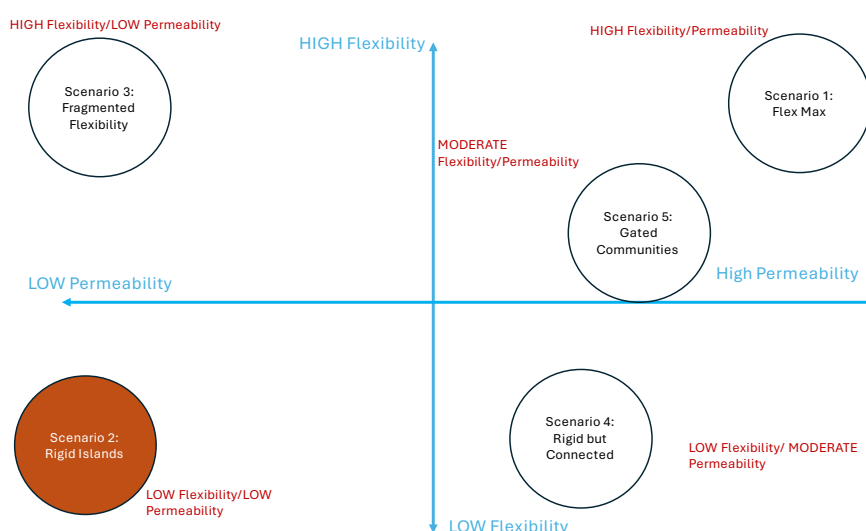 HIGH Flexibility/LOW Permeability
HIGH Flexibility
HIGH Flexibility/Permeability
Scenario 3:
Fragmented
Flexibility
Scenario 1:
Flex Max
MODERATE
Flexibility/Permeability
Scenario 5:
Gated
Communities
LOW Permeability
High Permeability
Scenario 2:
Rigid Islands
Scenario 4:
Rigid but
Connected
LOW Flexibility/ MODERATE
Permeability
LOW Flexibility/LOW
Permeability
LOW Flexibility